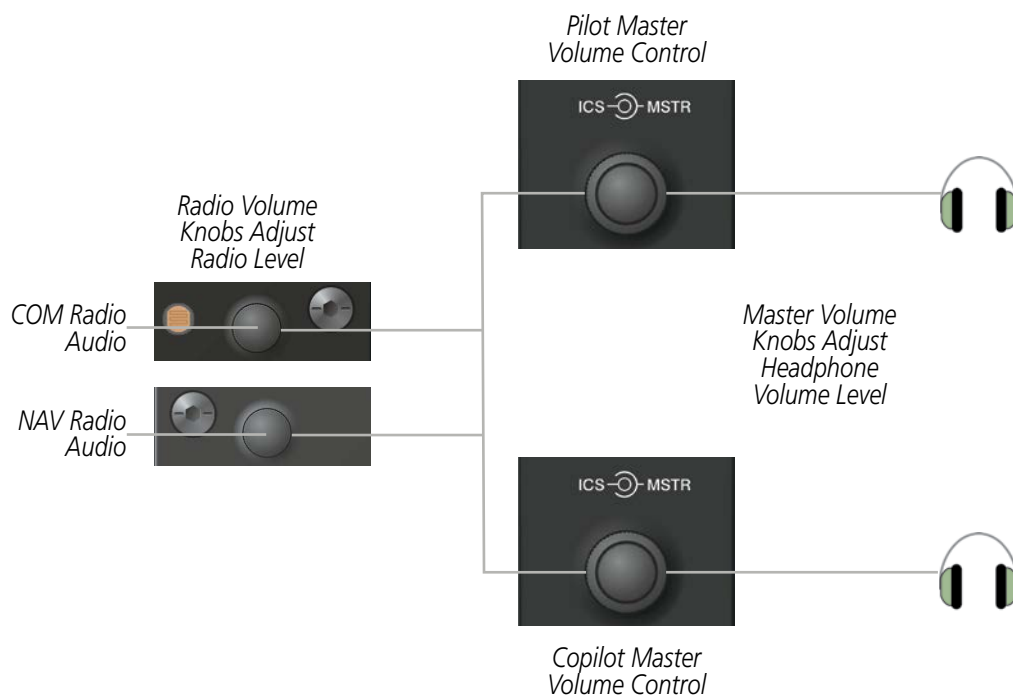 Pilot Master
Volume Control
ICS MSTR
Radio Volume
Knobs Adjust
Radio Level
COM Radio
Audio
NAV Radio
Audio
Master Volume
Knobs Adjust
Headphone
Volume Level
ICS MSTR
Copilot Master
Volume Control